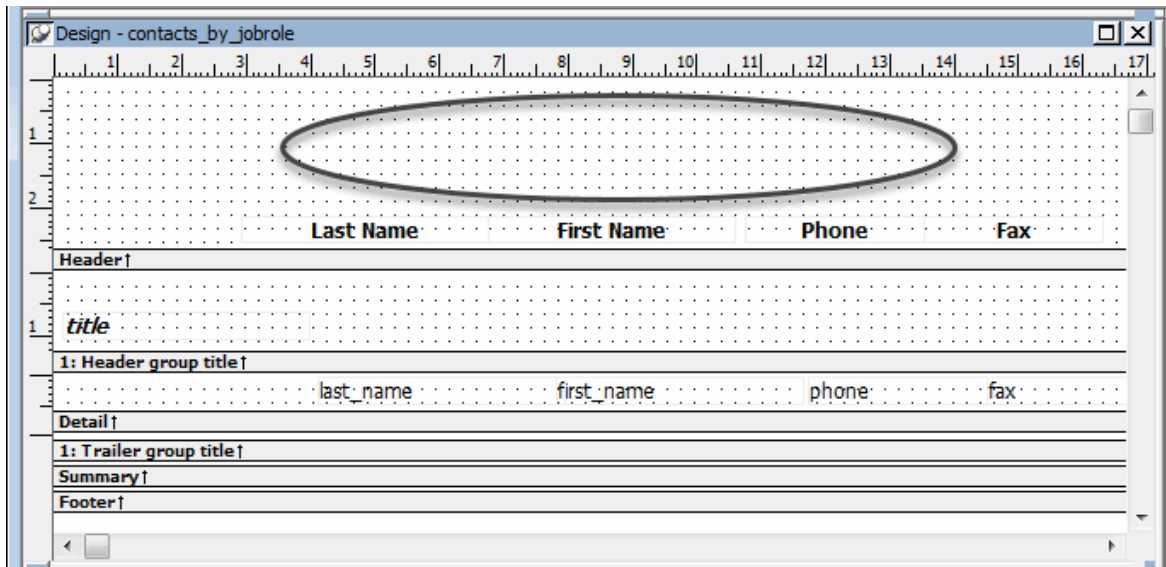 Design - contacts_by_jobrole
1 2 3 4 5 6 7 8 9 10 11 12 13 14 15 16 17
1
2
Last Name First Name Phone Fax
Header↑
title
1
1: Header group title↑
last_name first_name phone fax
Detail↑
1: Trailer group title↑
Summary↑
Footer↑